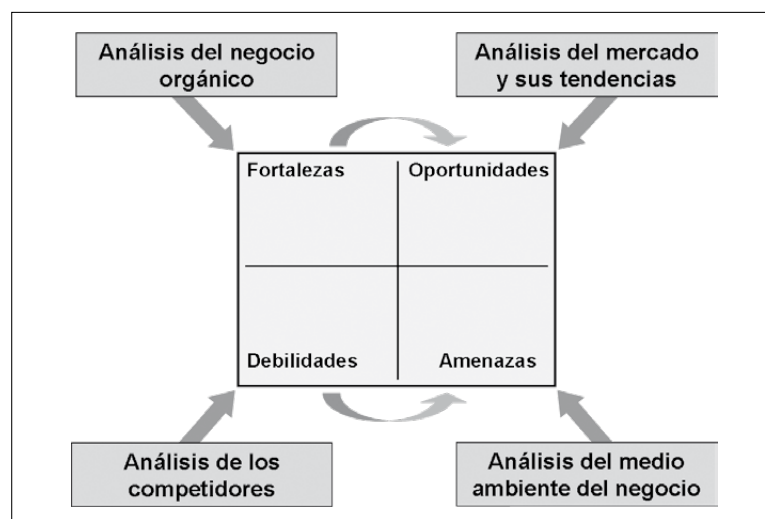 Análisis del negocio
orgánico
Análisis del mercado
y sus tendencias
Fortalezas
Oportunidades
Debilidades
Amenazas
Análisis de los
competidores
Análisis del medio
ambiente del negocio